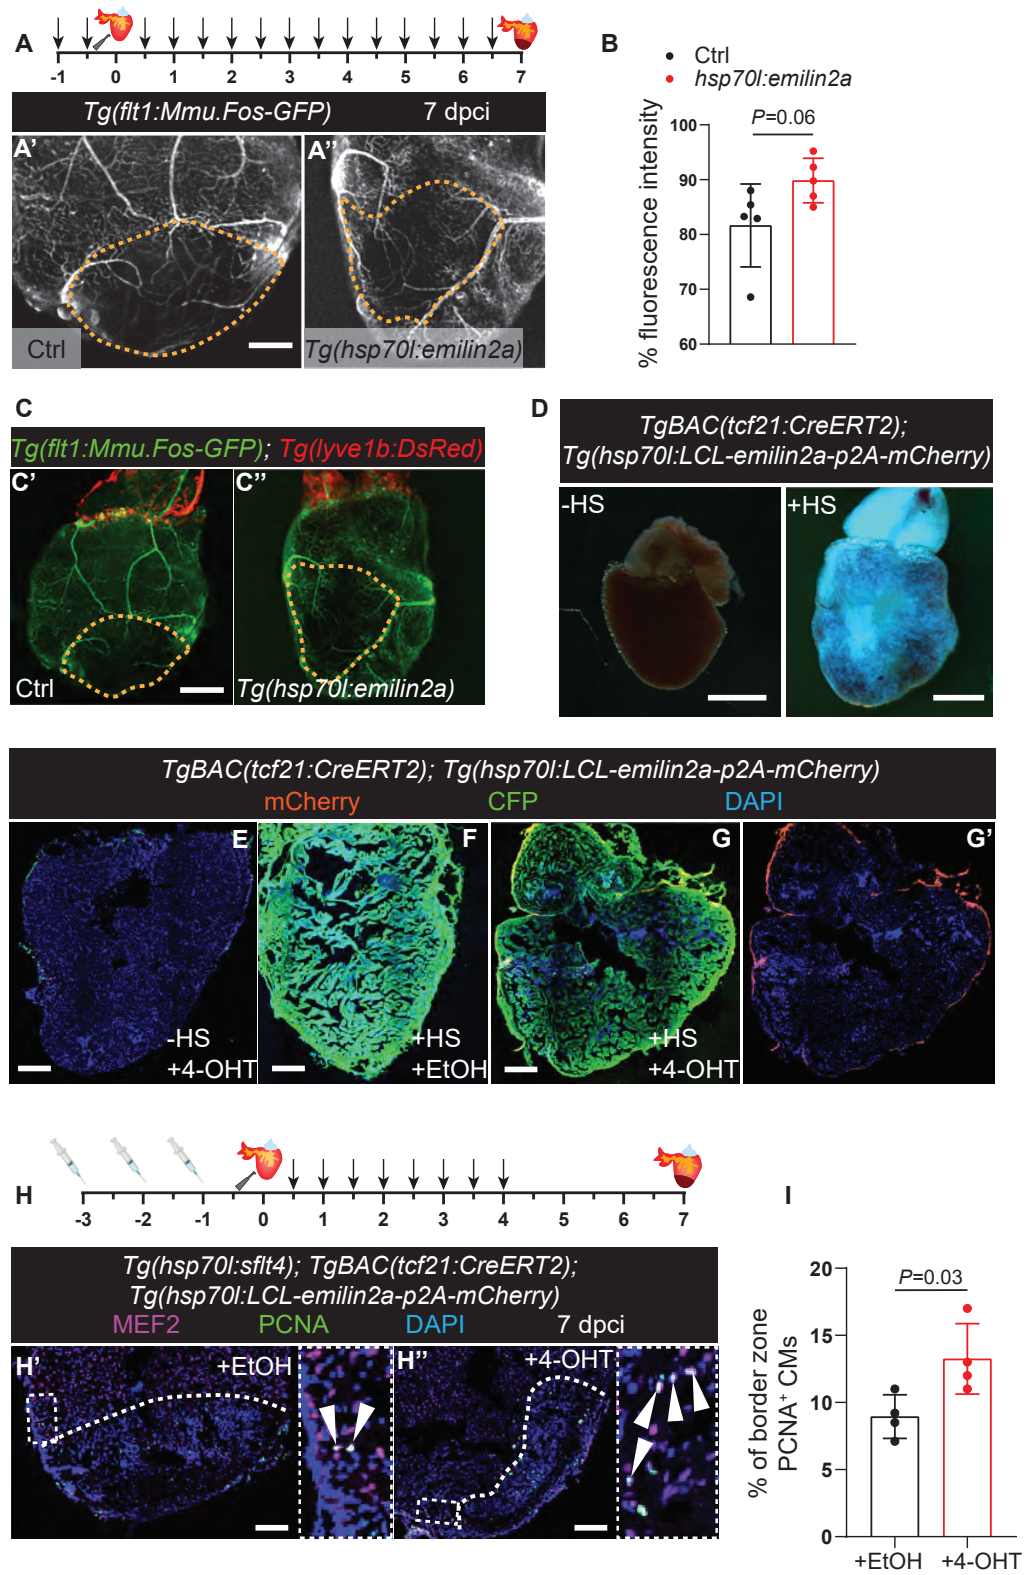 A
-1 0 1 2 3 4 5 6 7
Tg(flt1:Mmu.Fos-GFP) 7 dpci
A' A"
Ctrl Tg(hsp70l:emilin2a)
B
Ctrl
hsp70l:emilin2a
P=0.06
% fluorescence intensity
100
90
80
70
60
C
Tg(flt1:Mmu.Fos-GFP); Tg(lyve1b:DsRed)
C' C"
Ctrl Tg(hsp70l:emilin2a)
D
TgBAC(tcf21:CreERT2);
Tg(hsp70l:LCL-emilin2a-p2A-mCherry)
-HS +HS
TgBAC(tcf21:CreERT2); Tg(hsp70l:LCL-emilin2a-p2A-mCherry)
mCherry CFP DAPI
E F G G'
-HS +HS +HS
+4-OHT +EtOH +4-OHT
H
-3 -2 -1 0 1 2 3 4 5 6 7
Tg(hsp70l:sflt4); TgBAC(tcf21:CreERT2);
Tg(hsp70l:LCL-emilin2a-p2A-mCherry)
MEF2 PCNA DAPI 7 dpci
H' +EtOH H" +4-OHT
I
P=0.03
% of border zone
PCNA⁺ CMs
20
15
10
5
0
+EtOH +4-OHT